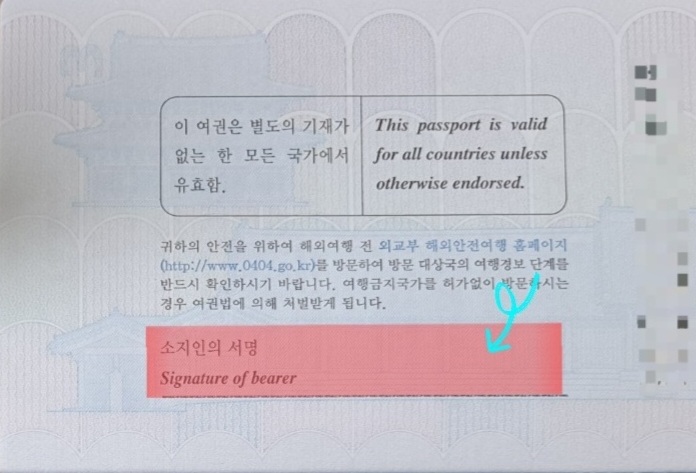 이 여권은 별도의 기재가
없는 한 모든 국가에서
유효함.
This passport is valid
for all countries unless
otherwise endorsed.
귀하의 안전을 위하여 해외여행 전 외교부 해외안전여행 홈페이지
(http://www.0404.go.kr)를 방문하여 방문 대상국의 여행경보 단계를
반드시 확인하시기 바랍니다. 여행금지국가를 허가없이 방문하시는
경우 여권법에 의해 처벌받게 됩니다.
소지인의 서명
Signature of bearer